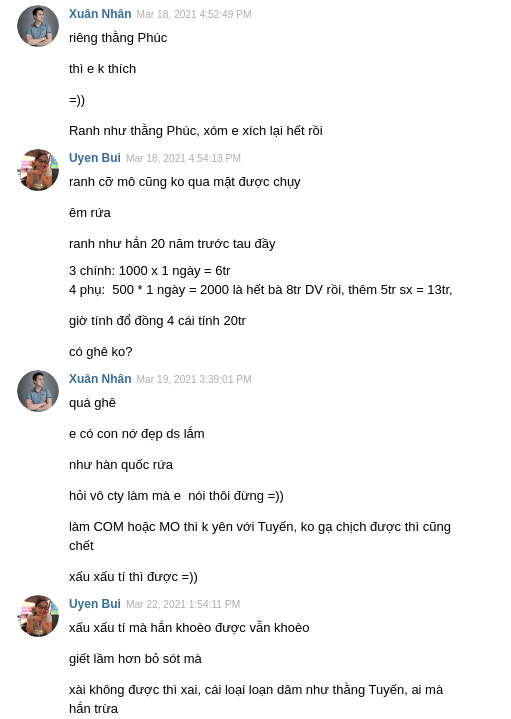 Xuân Nhân Mar 18, 2021 4:52:49 PM
riêng thằng Phúc
thì e k thích
=))
Ranh như thằng Phúc, xóm e xích lại hết rồi
Uyen Bui Mar 18, 2021 4:54:13 PM
ranh cỡ mô cũng ko qua mặt được chụy
êm rứa
ranh như hắn 20 năm trước tau đầy
3 chính: 1000 x 1 ngày = 6tr
4 phụ:  500 * 1 ngày = 2000 là hết bà 8tr DV rồi, thêm 5tr sx = 13tr,
giờ tính đổ đồng 4 cái tính 20tr
có ghê ko?
Xuân Nhân Mar 19, 2021 3:39:01 PM
quá ghê
e có con nớ đẹp ds lắm
như hàn quốc rứa
hỏi vô cty làm mà e  nói thôi đừng =))
làm COM hoặc MO thì k yên với Tuyến, ko gạ chịch được thì cũng
chết
xấu xấu tí thì được =))
Uyen Bui Mar 22, 2021 1:54:11 PM
xấu xấu tí mà hắn khoèo được vẫn khoèo
giết lầm hơn bỏ sót mà
xài không được thì xai, cái loại loạn dâm như thằng Tuyến, ai mà
hắn trừa